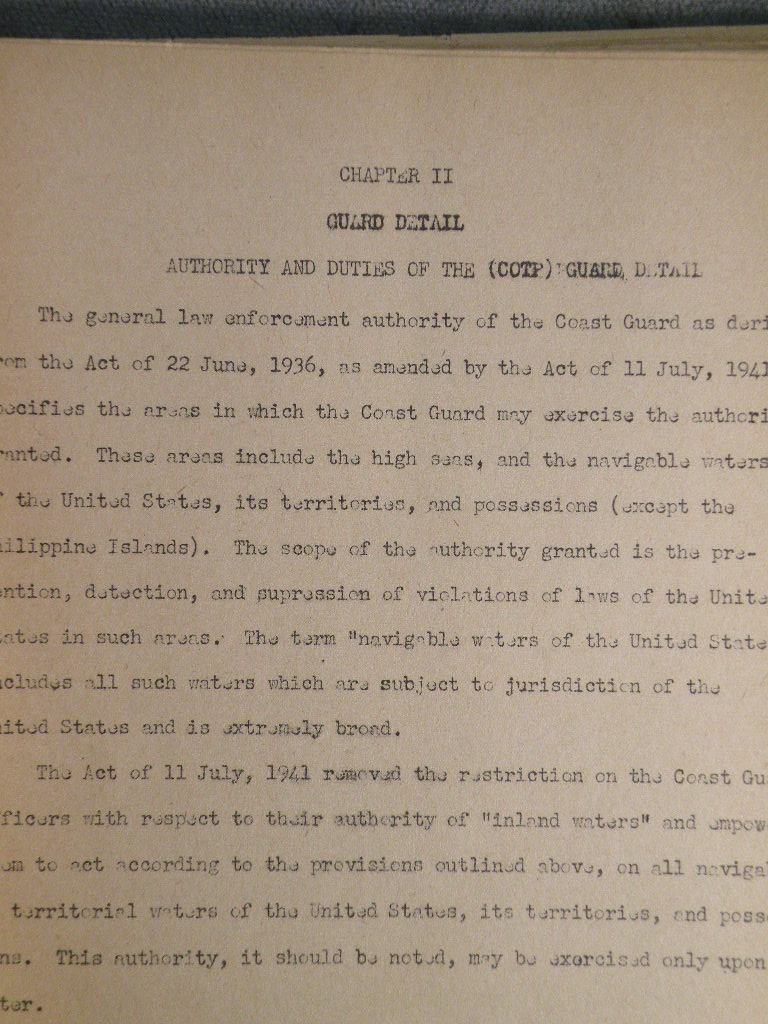 CHAPTER II
GUARD DETAIL
AUTHORITY AND DUTIES OF THE (COTP) GUARD DETAIL
The general law enforcement authority of the Coast Guard as deri
om the Act of 22 June, 1936, as amended by the Act of 11 July, 1941
ecifies the areas in which the Coast Guard may exercise the authori
anted. These areas include the high seas, and the navigable waters
the United States, its territories, and possessions (except the
ilippine Islands). The scope of the authority granted is the pre-
ntion, detection, and supression of violations of laws of the Unite
ates in such areas. The term "navigable waters of the United State
cludes all such waters which are subject to jurisdiction of the
ited States and is extremely broad.
The Act of 11 July, 1941 removed the restriction on the Coast Gu
ficers with respect to their authority of "inland waters" and empow
em to act according to the provisions outlined above, on all naviga
territorial waters of the United States, its territories, and posse
ns. This authority, it should be noted, may be exercised only upon
ter.